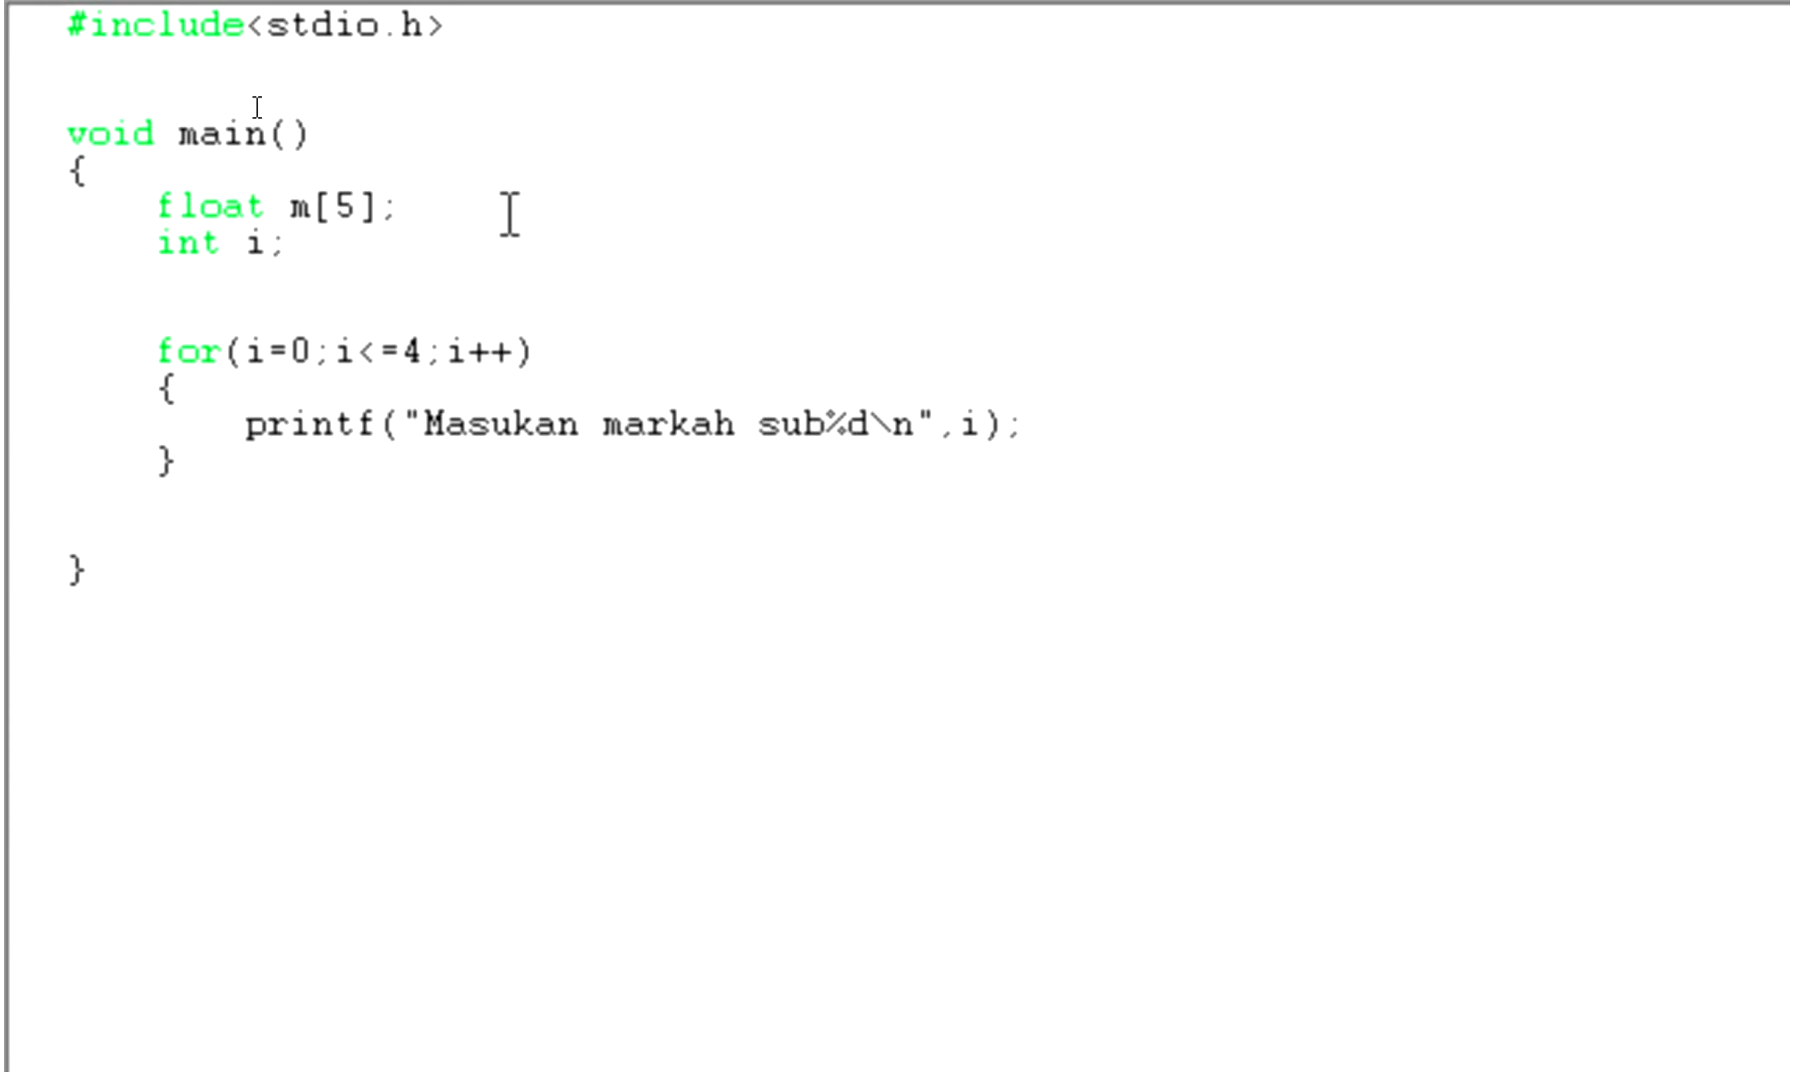 #include<stdio.h>
void main()
{
float m[5];
int i;
for(i=0;i<=4;i++)
{
printf("Masukan markah sub%d\n",i);
}
}